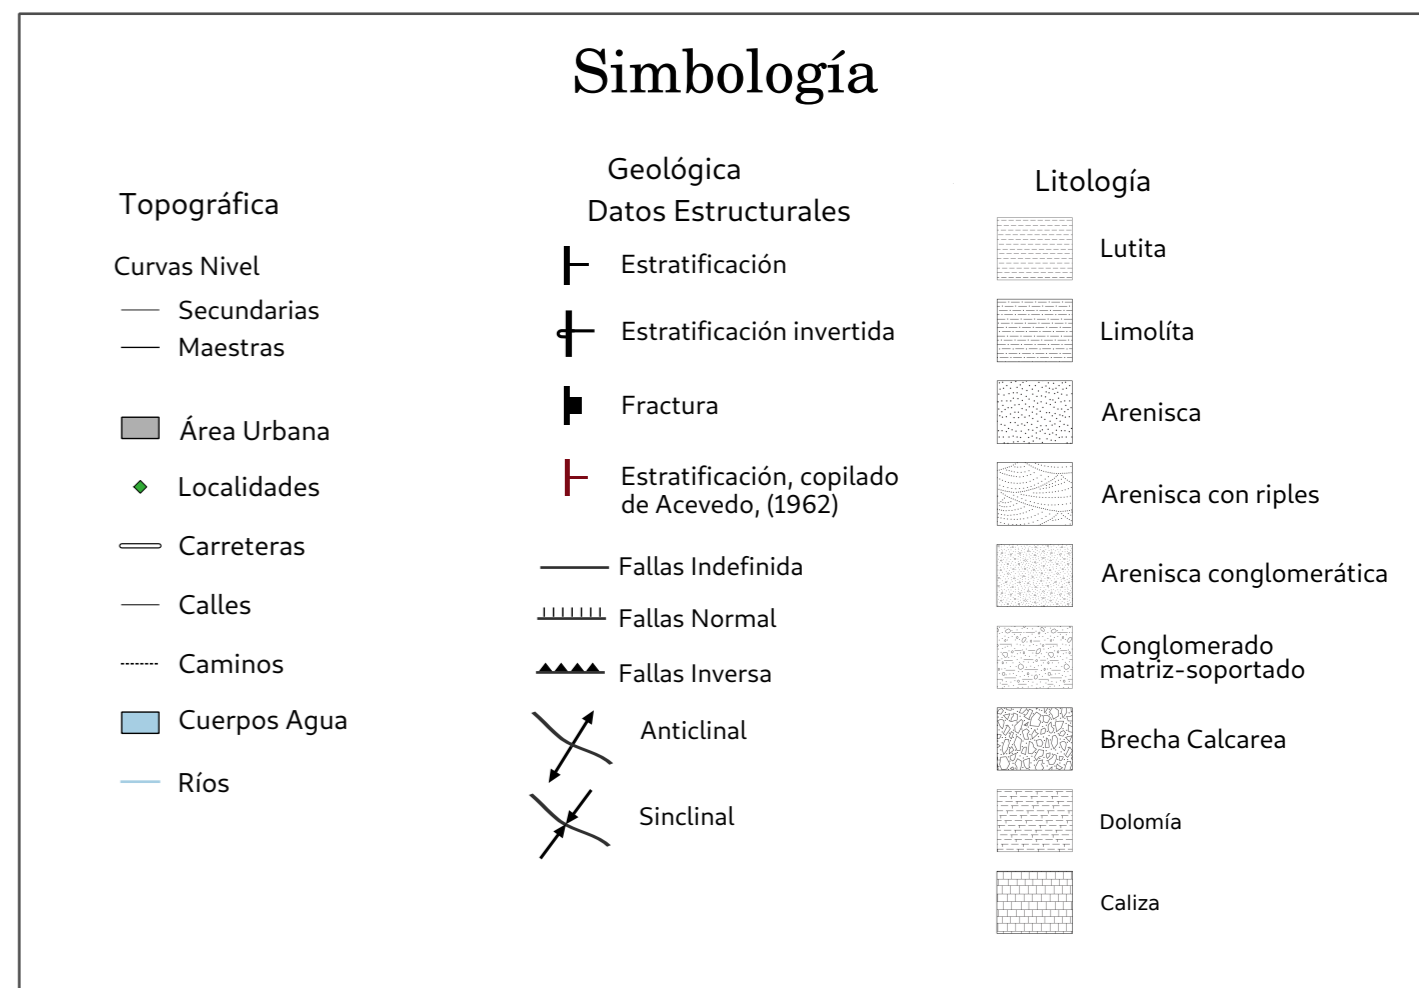 Simbología
Topográfica
Curvas Nivel
Secundarias
Maestras
Área Urbana
Localidades
Carreteras
Calles
Caminos
Cuerpos Agua
Ríos
Geológica
Datos Estructurales
Estratificación
Estratificación invertida
Fractura
Estratificación, copilado
de Acevedo, (1962)
Fallas Indefinida
Fallas Normal
Fallas Inversa
Anticlinal
Sinclinal
Litología
Lutita
Limolíta
Arenisca
Arenisca con riples
Arenisca conglomerática
Conglomerado
matriz-soportado
Brecha Calcarea
Dolomía
Caliza